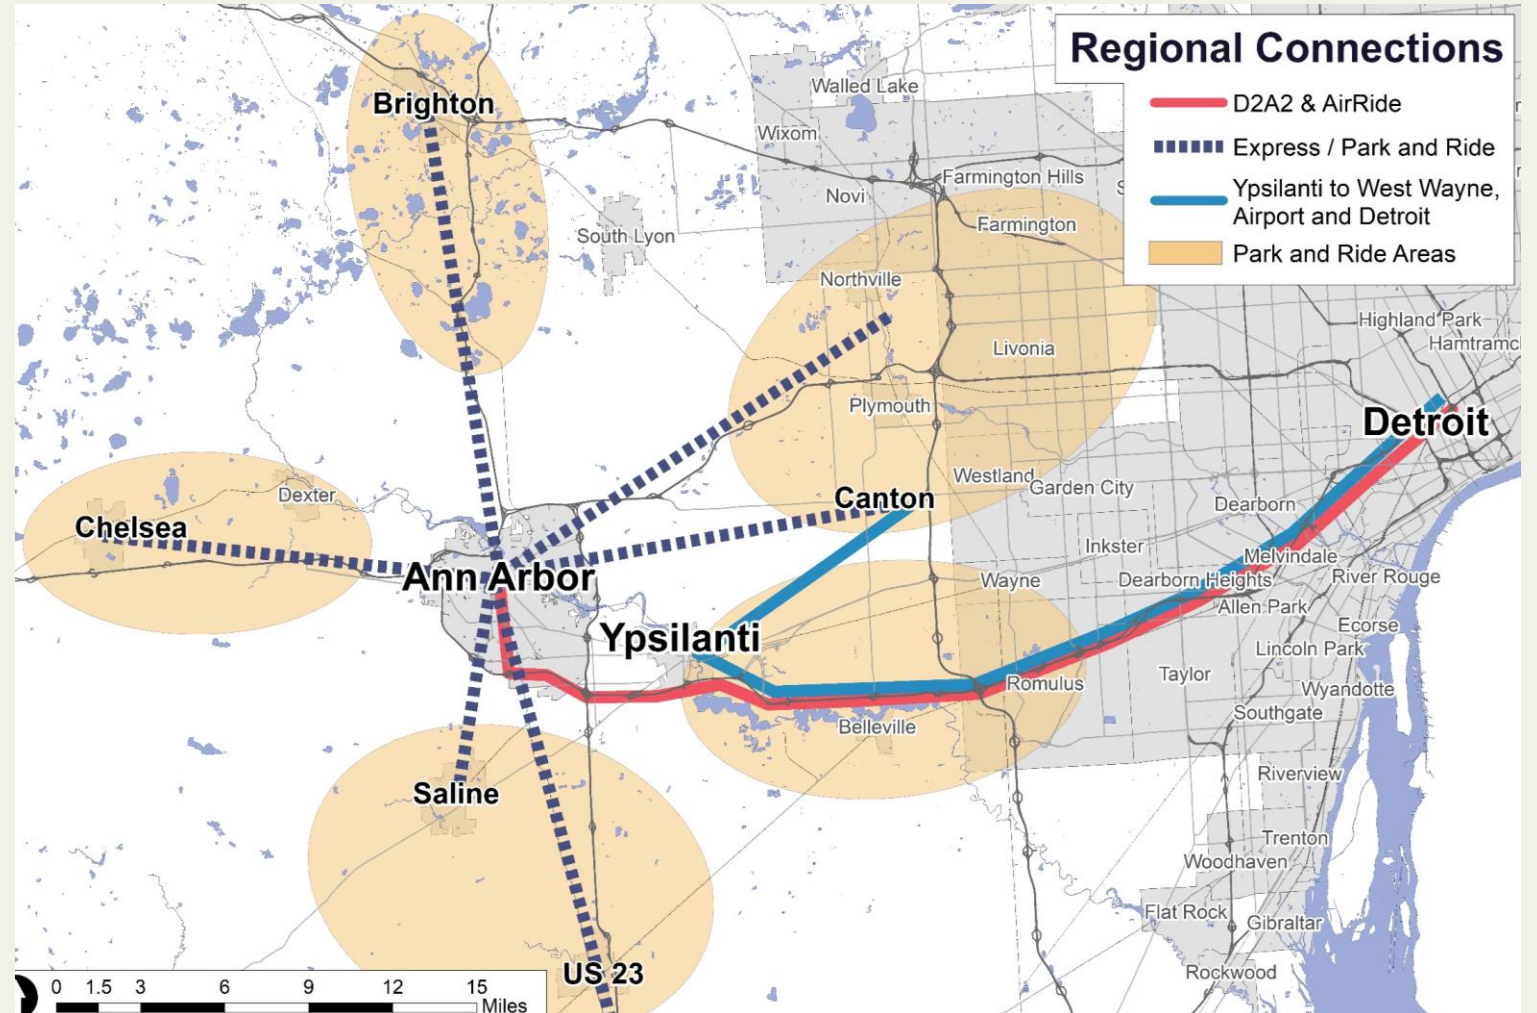 Regional Connections
D2A2 & AirRide
Express / Park and Ride
Ypsilanti to West Wayne,
Airport and Detroit
Park and Ride Areas
Walled Lake
Brighton
Wixom
Farmington Hills
S
Novi
Farmington
South Lyon
Northville
Highland Park
Hamtramc
Livonia
Plymouth
Detroit
Westland
Garden City
Dexter
Canton
Dearborn
Chelsea
Inkster
Melvindale
Ann Arbor
Wayne
Dearborn Heights
River Rouge
Allen Park
Ypsilanti
Ecorse
Lincoln Park
Romulus
Taylor
Wyandotte
Belleville
Southgate
Riverview
Saline
Trenton
Woodhaven
Flat Rock
Gibraltar
US 23
Rockwood
0 1.5 3 6 9 12 15
Miles